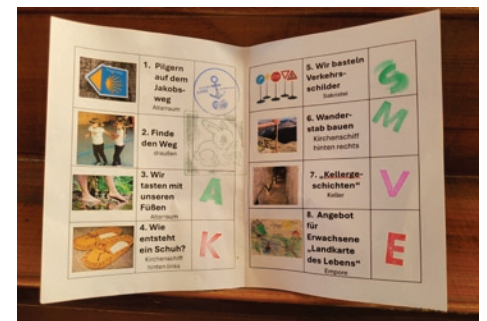 1. Pilgern
auf dem
Jakobs-
weg
Altarraum
2. Finde
den Weg
draußen
3. Wir
tasten mit
unseren
Füßen
Altarraum
A
4. Wie
entsteht
ein Schuh?
Kirchenschiff
hinten links
K
5. Wir basteln
Verkehrs-
schilder
Sakristei
S
6. Wander-
stab bauen
Kirchenschiff
hinten rechts
M
7. „Kellerge-
schichten“
Keller
V
8. Angebot
für
Erwachsene
„Landkarte
des Lebens“
Empore
E